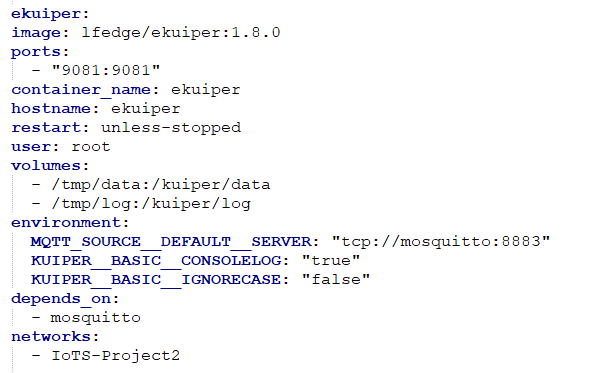 ekuiper:
image: lfedge/ekuiper:1.8.0
ports:
  - "9081:9081"
container_name: ekuiper
hostname: ekuiper
restart: unless-stopped
user: root
volumes:
  - /tmp/data:/kuiper/data
  - /tmp/log:/kuiper/log
environment:
  MQTT_SOURCE__DEFAULT__SERVER: "tcp://mosquitto:8883"
  KUIPER__BASIC__CONSOLELOG: "true"
  KUIPER__BASIC__IGNORECASE: "false"
depends_on:
  - mosquitto
networks:
  - IoTS-Project2